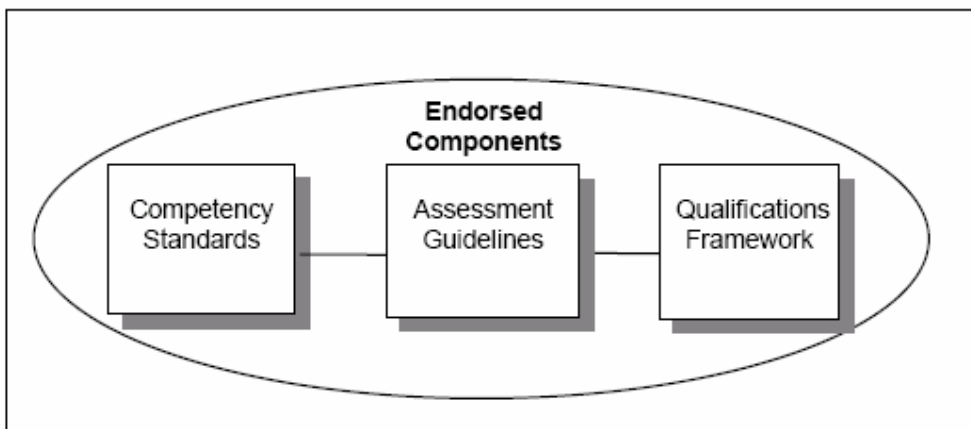 Endorsed
Components
Competency
Standards
Assessment
Guidelines
Qualifications
Framework